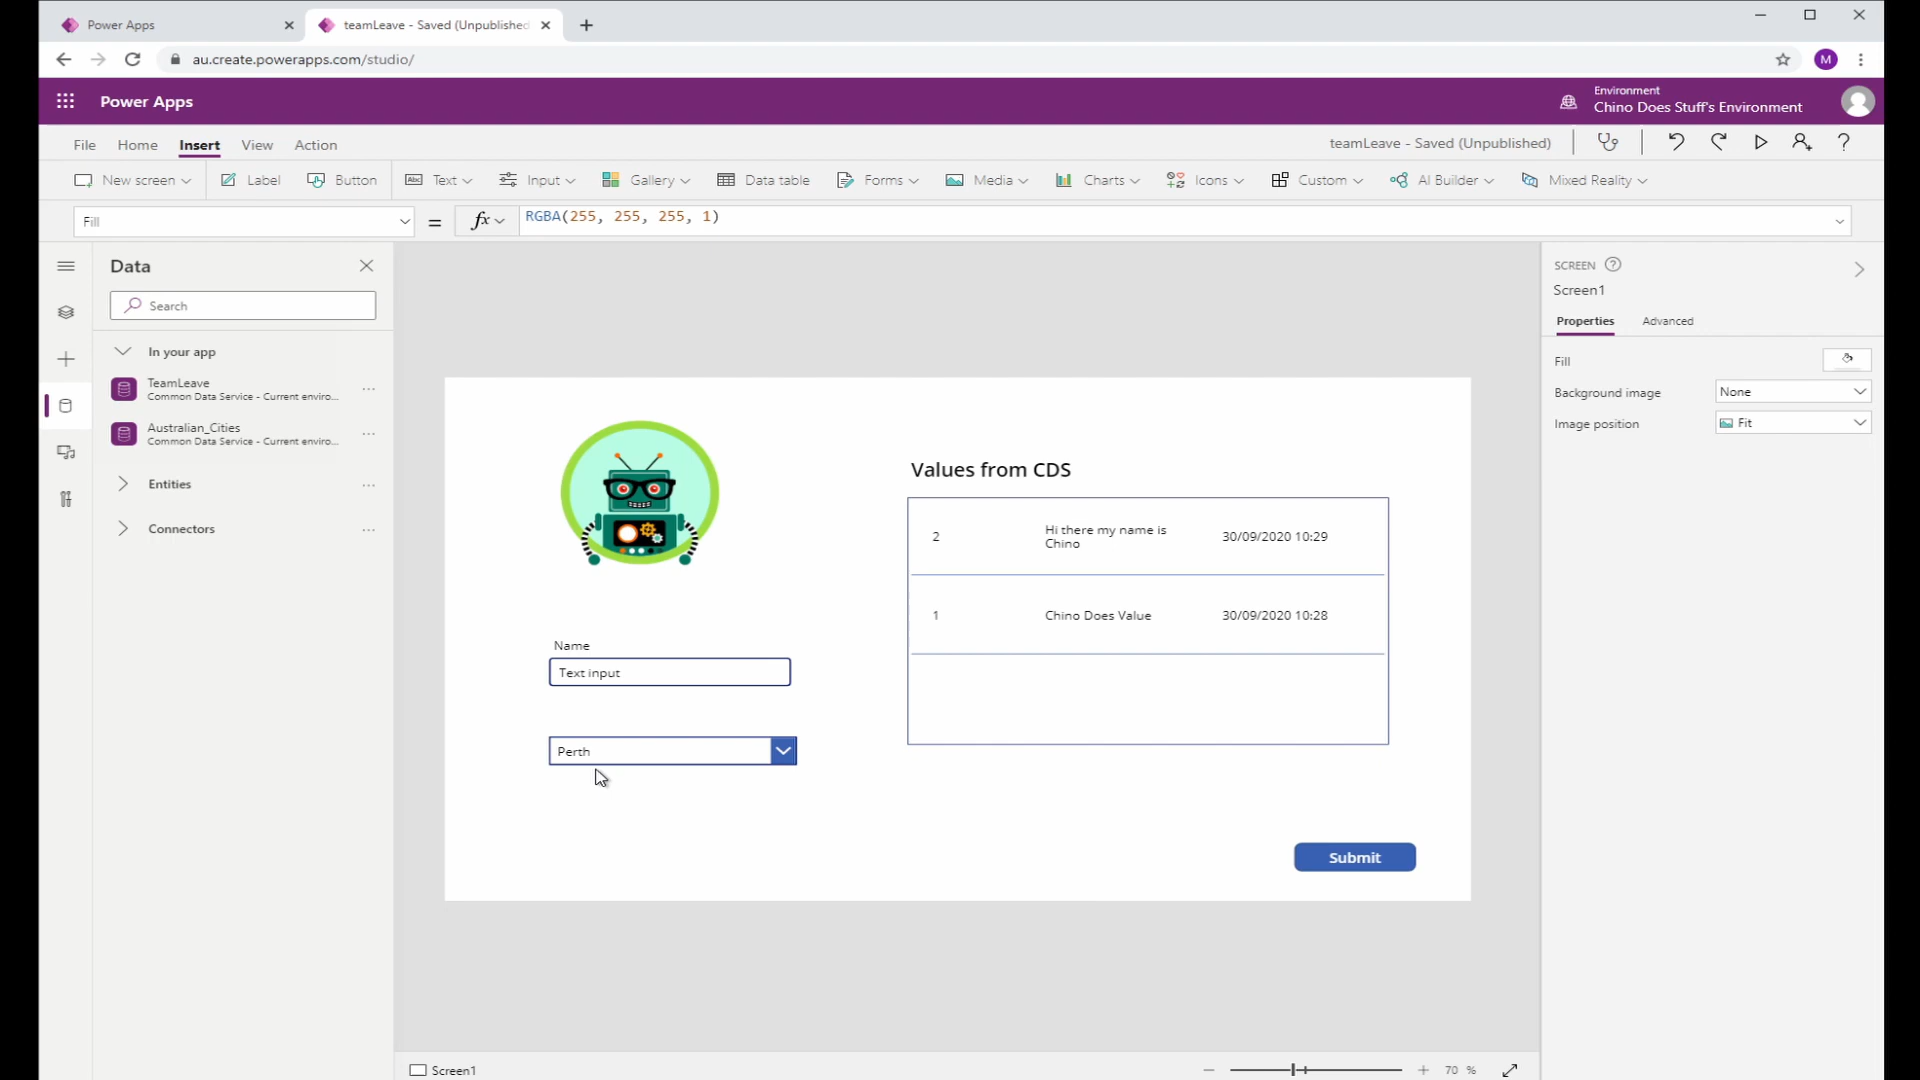 Power Apps
teamLeave - Saved (Unpublished)
au.create.powerapps.com/studio/
M
Power Apps
Environment
Chino Does Stuff's Environment
File Home Insert View Action
teamLeave - Saved (Unpublished)
New screen Label Button Text Input Gallery Data table Forms Media Charts Icons Custom AI Builder Mixed Reality
Fill = fx RGBA(255, 255, 255, 1)
Data
Search
In your app
TeamLeave
Common Data Service - Current enviro...
Australian_Cities
Common Data Service - Current enviro...
Entities
Connectors
Name
Text input
Perth
Values from CDS
2 Hi there my name is Chino 30/09/2020 10:29
1 Chino Does Value 30/09/2020 10:28
Submit
SCREEN
Screen1
Properties Advanced
Fill
Background image None
Image position Fit
Screen1
70 %